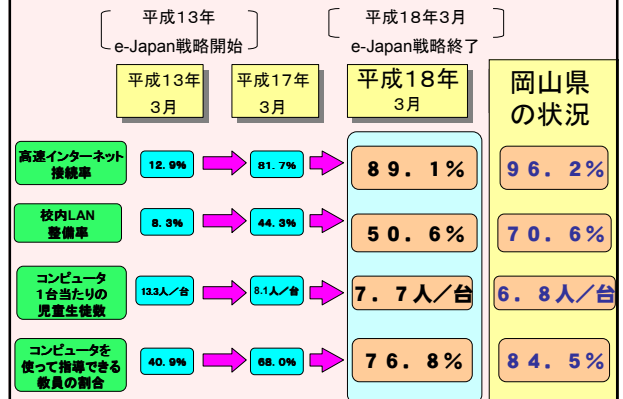 平成13年
e-Japan戦略開始
平成18年3月
e-Japan戦略終了
平成13年
3月
平成17年
3月
平成18年
3月
岡山県
の状況
高速インターネット
接続率
12.9%
81.7%
89.1%
96.2%
校内LAN
整備率
8.3%
44.3%
50.6%
70.6%
コンピュータ
1台当たりの
児童生徒数
13.3人/台
8.1人/台
7.7人/台
6.8人/台
コンピュータを
使って指導できる
教員の割合
40.9%
68.0%
76.8%
84.5%